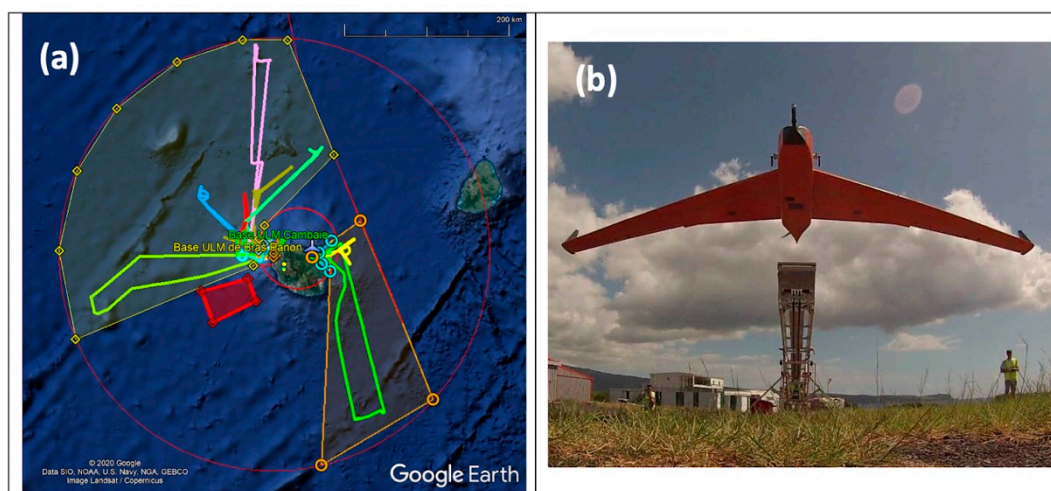 (a)
200 km
Base ULM Cambaie
Base ULM de Bras Panon
© 2020 Google
Data SIO, NOAA, U.S. Navy, NGA, GEBCO
Image Landsat / Copernicus
Google Earth
(b)